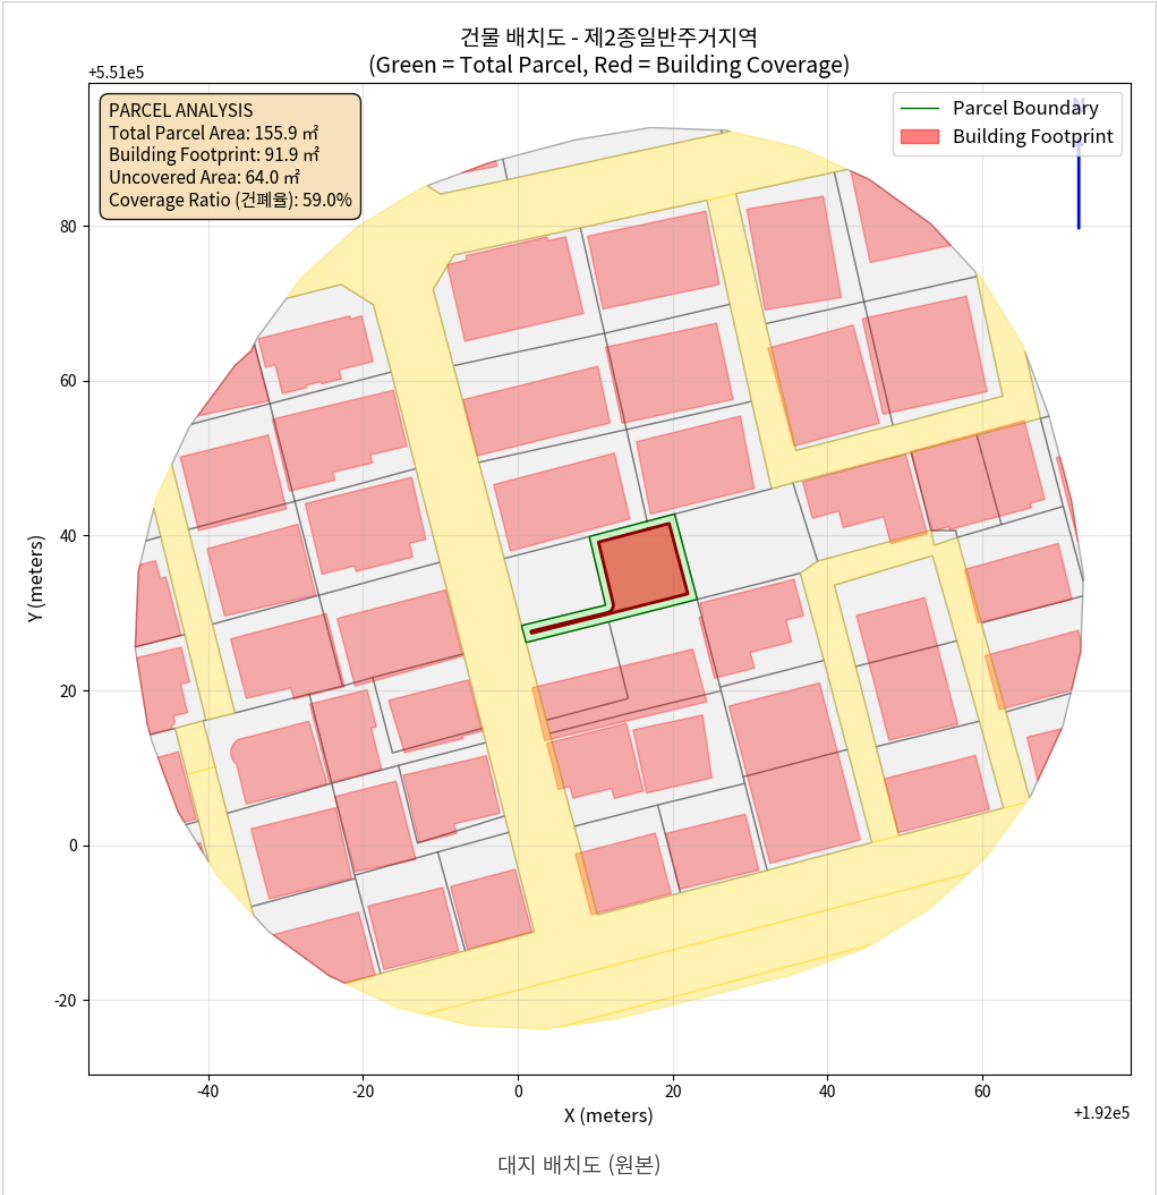 건물 배치도 - 제2종일반주거지역
(Green = Total Parcel, Red = Building Coverage)
+5.51e5
PARCEL ANALYSIS
Total Parcel Area: 155.9 ㎡
Building Footprint: 91.9 ㎡
Uncovered Area: 64.0 ㎡
Coverage Ratio (건폐율): 59.0%
Parcel Boundary
Building Footprint
N
80
60
40
20
0
-20
Y (meters)
-40
-20
0
20
40
60
X (meters)
+1.92e5
대지 배치도 (원본)